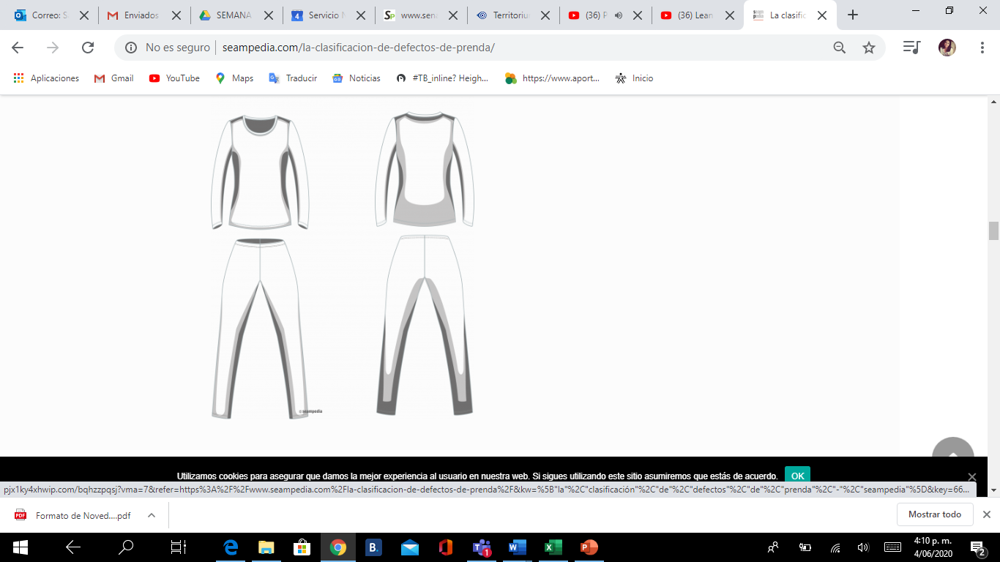 Correo: S
Enviados
SEMANA
Servicio N
www.sena
Territoriu
(36) P
(36) Lean
La clasific
No es seguro
seampedia.com/la-clasificacion-de-defectos-de-prenda/
Aplicaciones
Gmail
YouTube
Maps
Traducir
Noticias
#TB_inline? Heigh...
https://www.aport...
Inicio
©seampedia
Utilizamos cookies para asegurar que damos la mejor experiencia al usuario en nuestra web. Si sigues utilizando este sitio asumiremos que estás de acuerdo.
OK
pjx1ky4xhwip.com/bqhzzpqsj?vma=7&refer=https%3A%2F%2Fwww.seampedia.com%2Fla-clasificacion-de-defectos-de-prenda%2F&kw=%5B"la"%2C"clasificación"%2C"de"%2C"defectos"%2C"de"%2C"prenda"%2C"-"%2C"seampedia"%5D&key=66...
PDF
Formato de Noved....pdf
Mostrar todo
4:10 p. m.
4/06/2020